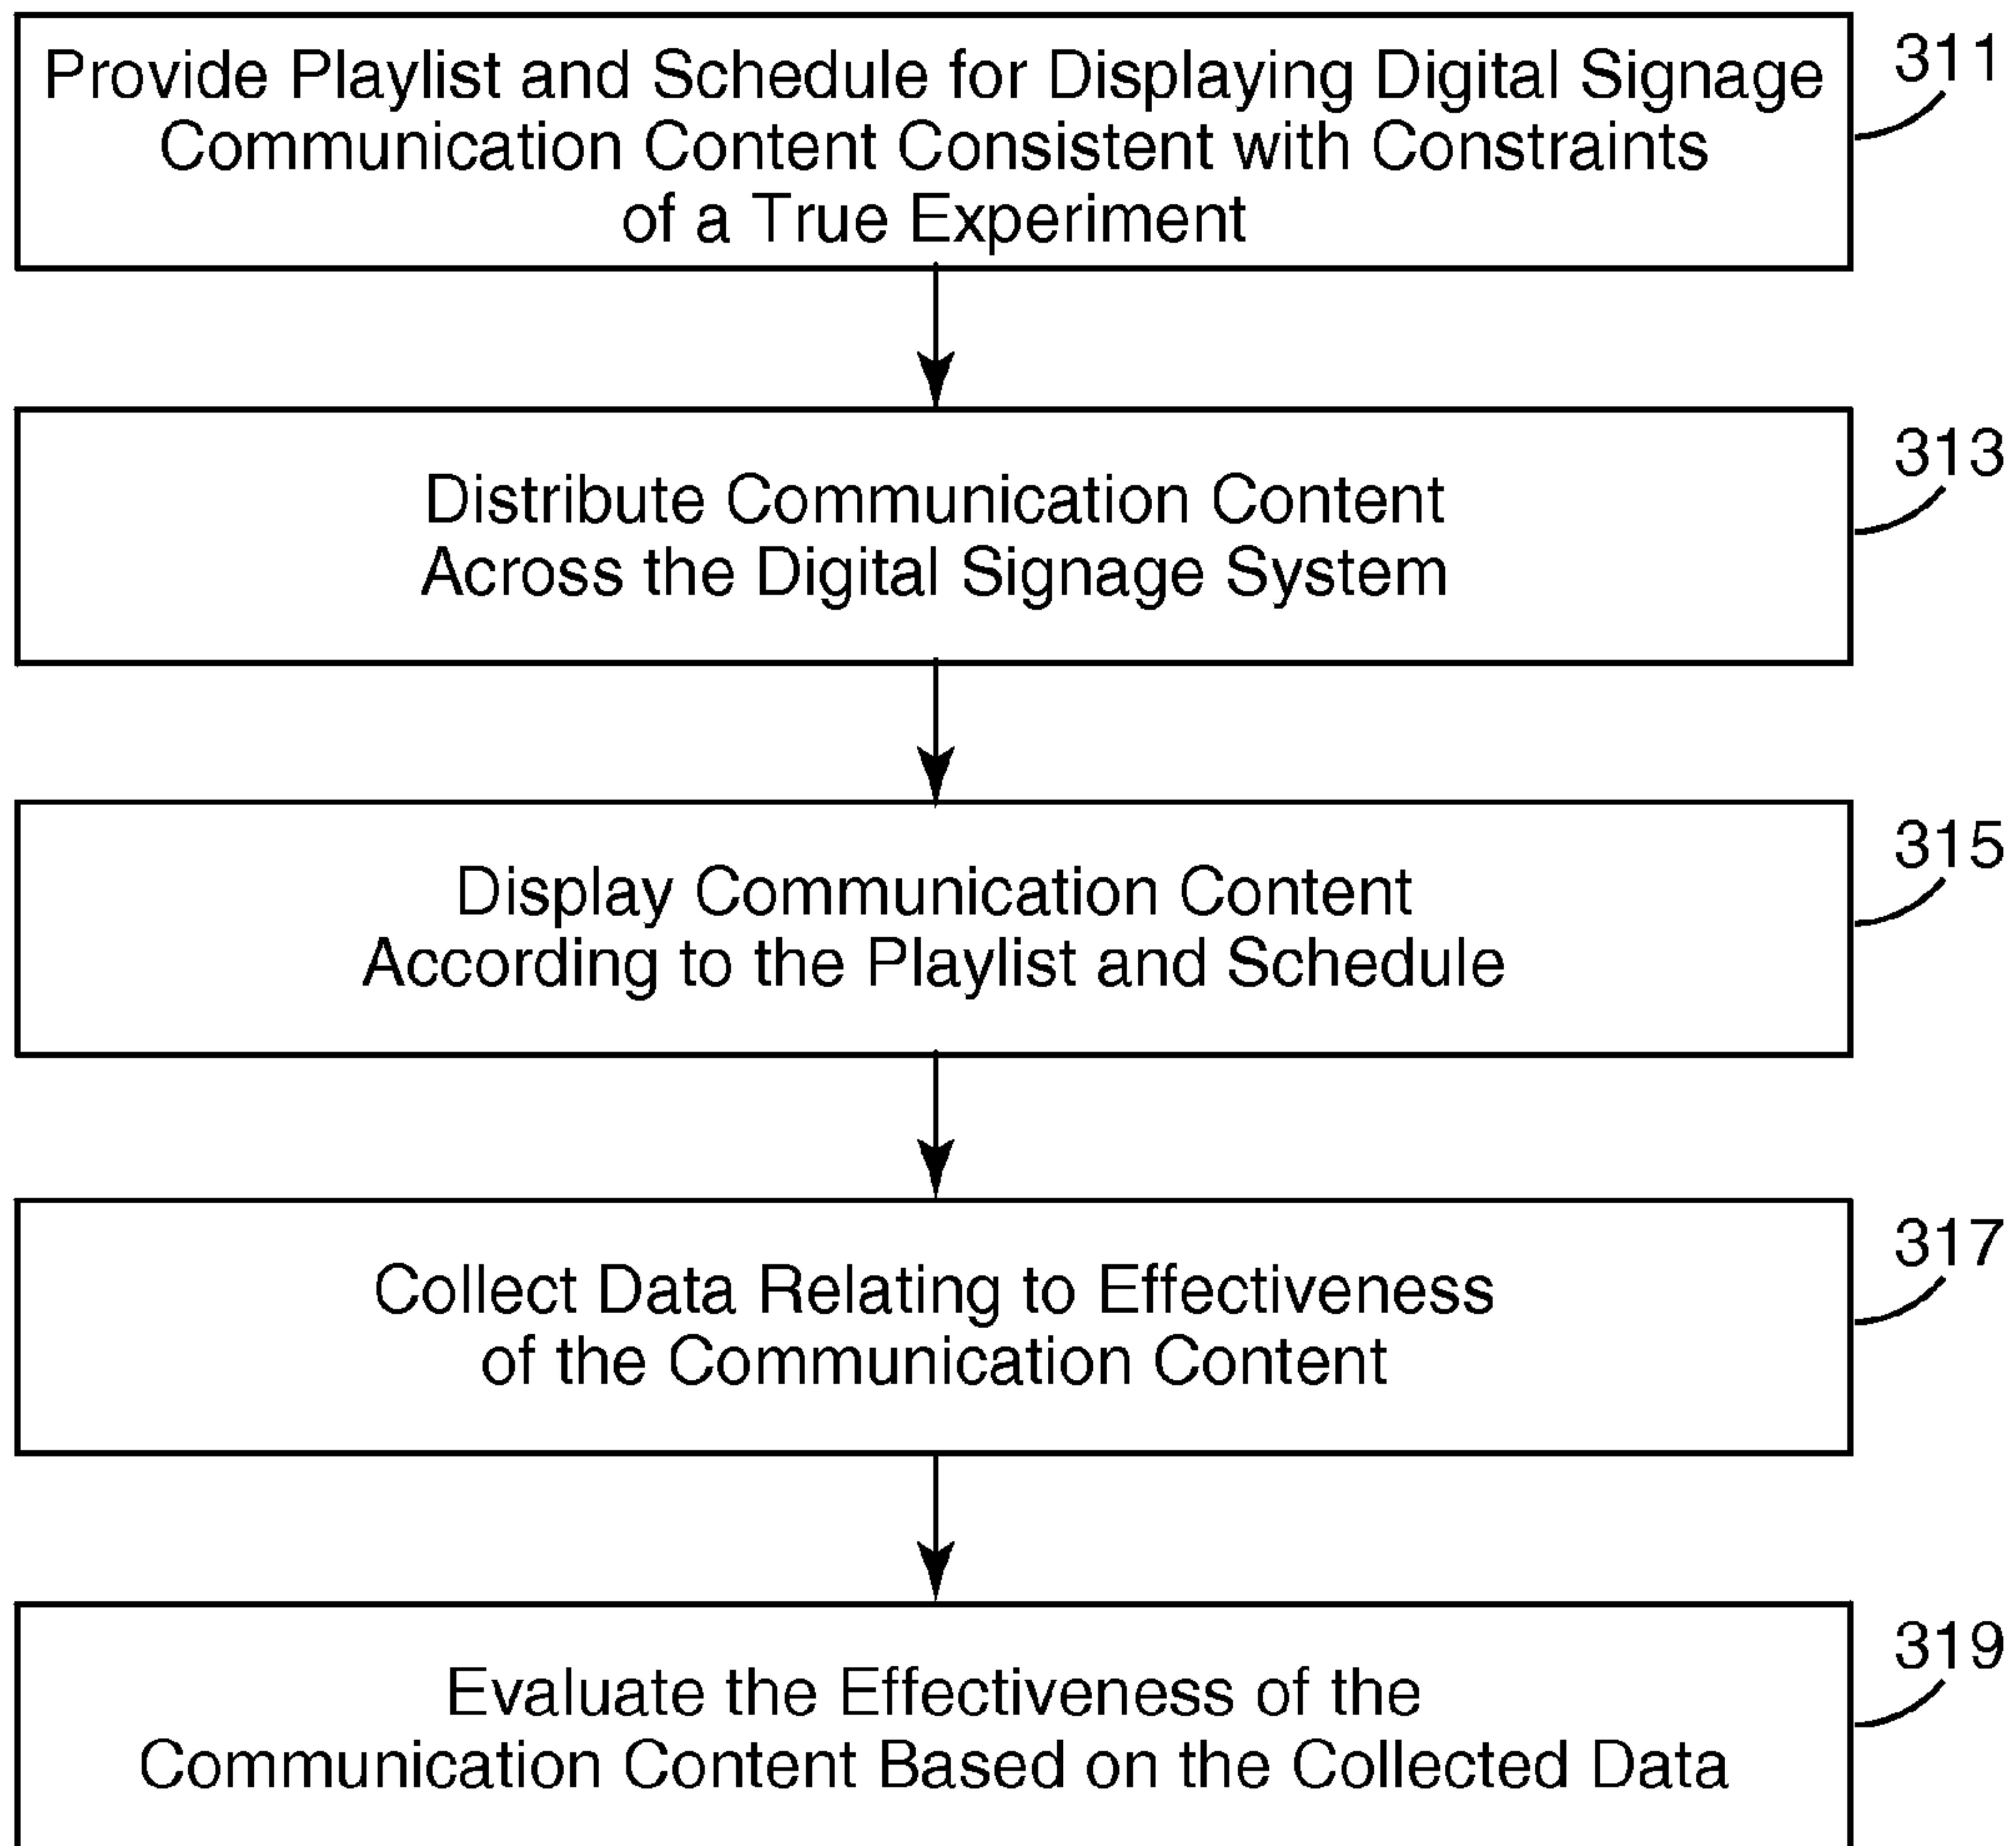 Provide Playlist and Schedule for Displaying Digital Signage
Communication Content Consistent with Constraints
of a True Experiment
311
Distribute Communication Content
Across the Digital Signage System
313
Display Communication Content
According to the Playlist and Schedule
315
Collect Data Relating to Effectiveness
of the Communication Content
317
Evaluate the Effectiveness of the
Communication Content Based on the Collected Data
319